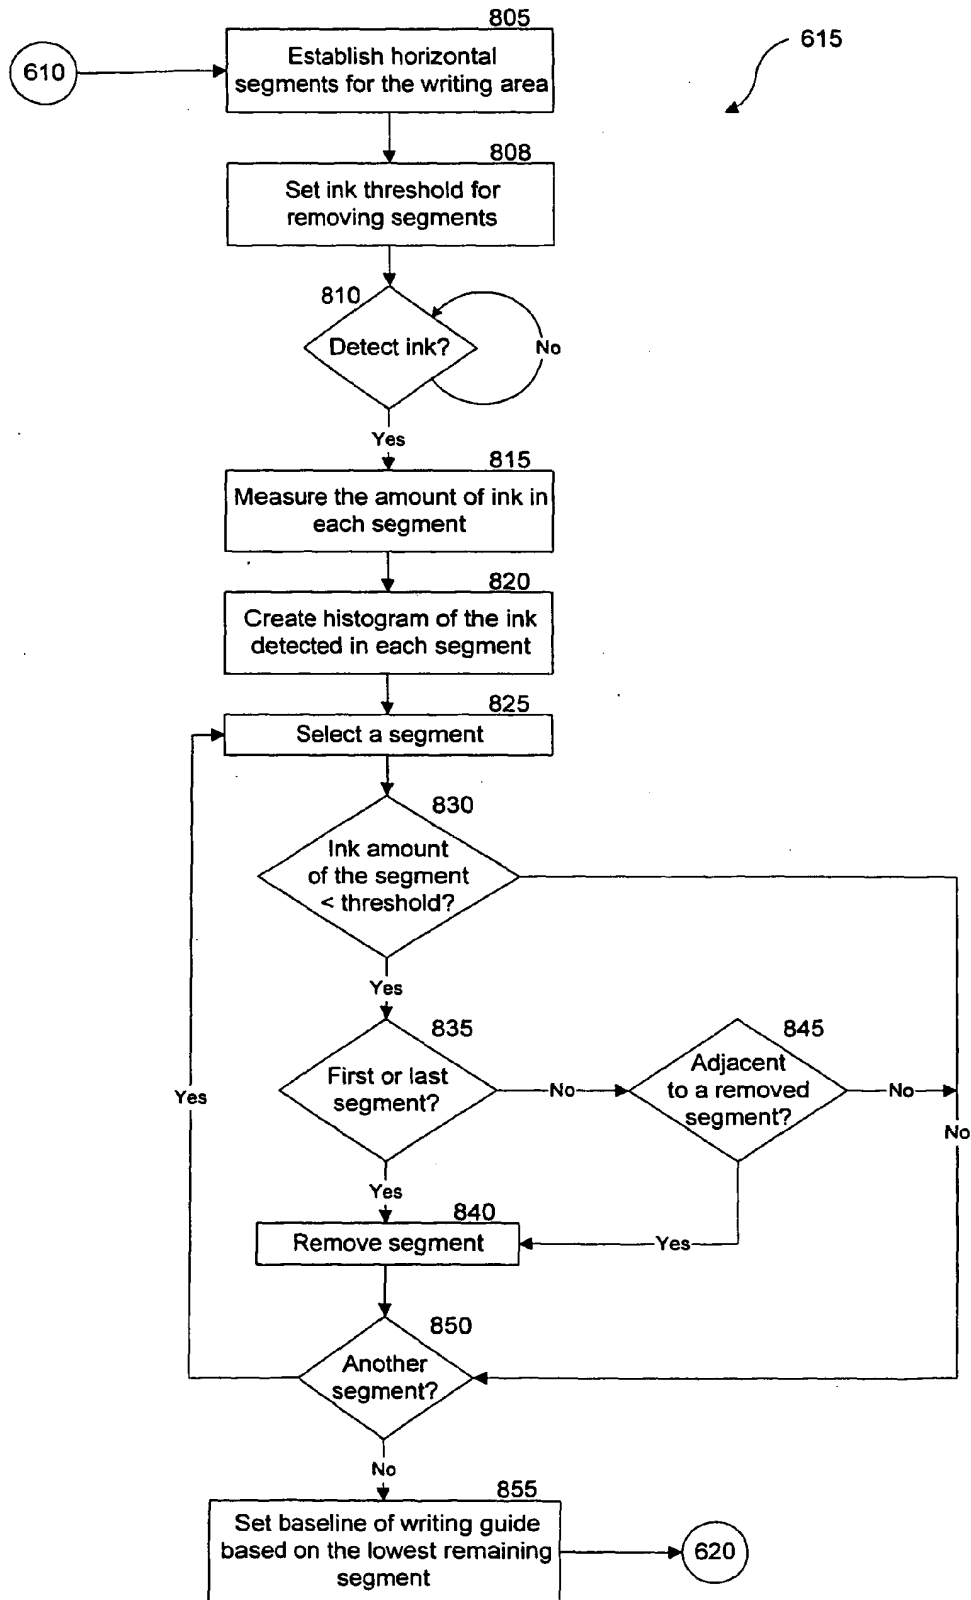 805
615
610
Establish horizontal
segments for the writing area
808
Set ink threshold for
removing segments
810
Detect ink?
No
Yes
815
Measure the amount of ink in
each segment
820
Create histogram of the ink
detected in each segment
825
Select a segment
830
Ink amount
of the segment
< threshold?
Yes
835
845
First or last
segment?
No
Adjacent
to a removed
segment?
No
Yes
No
Yes
840
Remove segment
Yes
850
Another
segment?
No
855
Set baseline of writing guide
based on the lowest remaining
segment
620